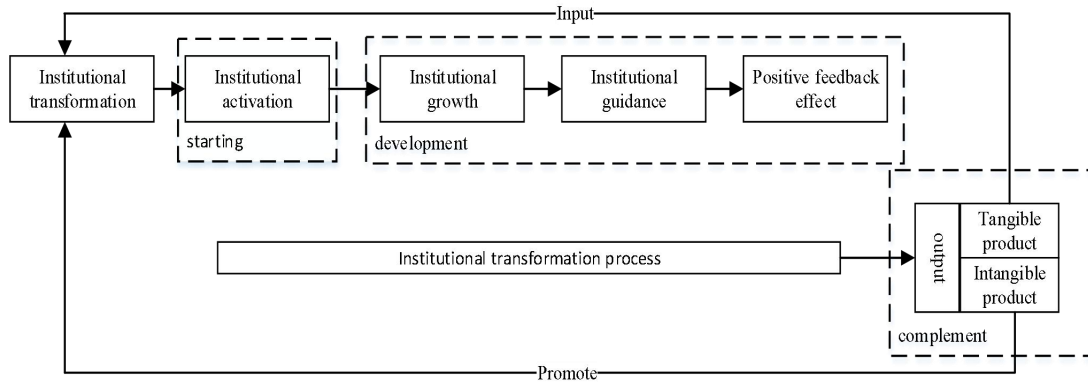 Input
Institutional
transformation
Institutional
activation
starting
Institutional
growth
Institutional
guidance
Positive feedback
effect
development
Institutional transformation process
output
Tangible
product
Intangible
product
complement
Promote